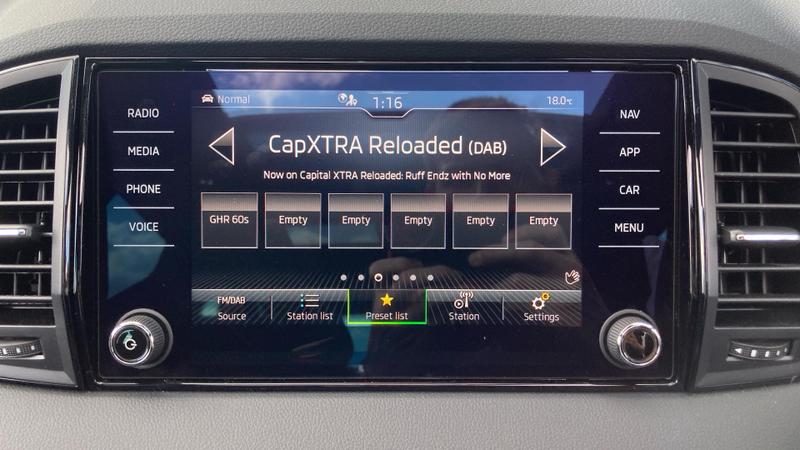 RADIO
MEDIA
PHONE
VOICE
Normal
1:16
18.0°C
CapXTRA Reloaded (DAB)
Now on Capital XTRA Reloaded: Ruff Endz with No More
GHR 60s
Empty
Empty
Empty
Empty
Empty
FM/DAB
Source
Station list
Preset list
Station
Settings
NAV
APP
CAR
MENU